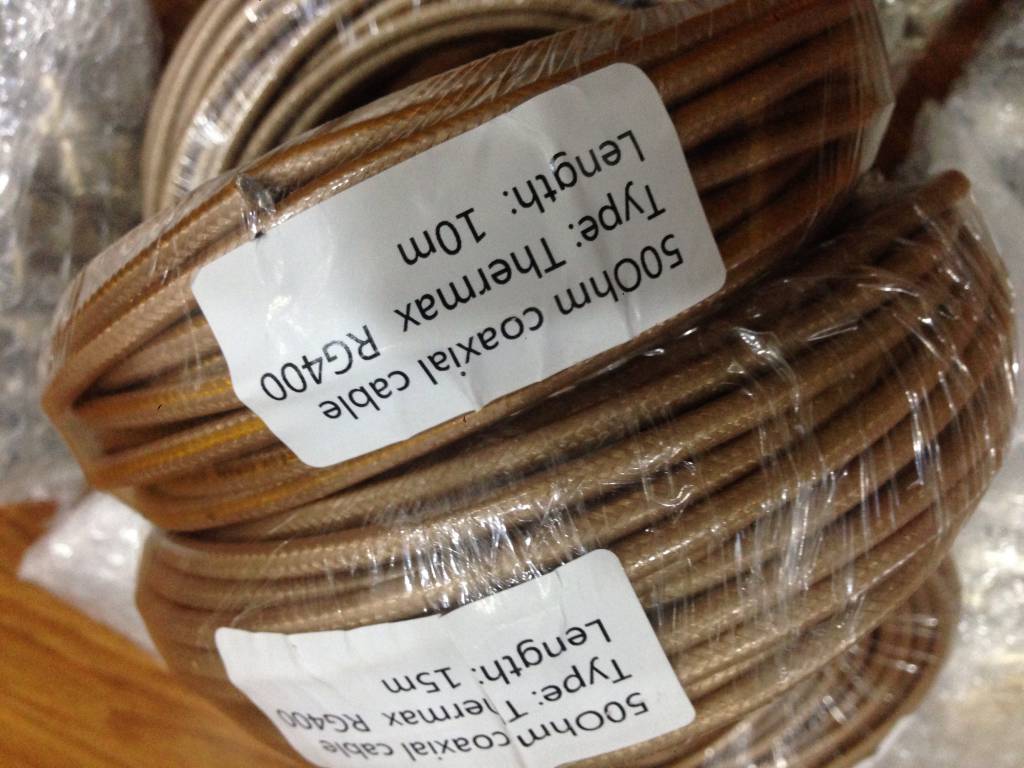 50Ohm coaxial cable
Type: Thermax RG400
Length: 10m
50Ohm coaxial cable
Type: Thermax RG400
Length: 15m